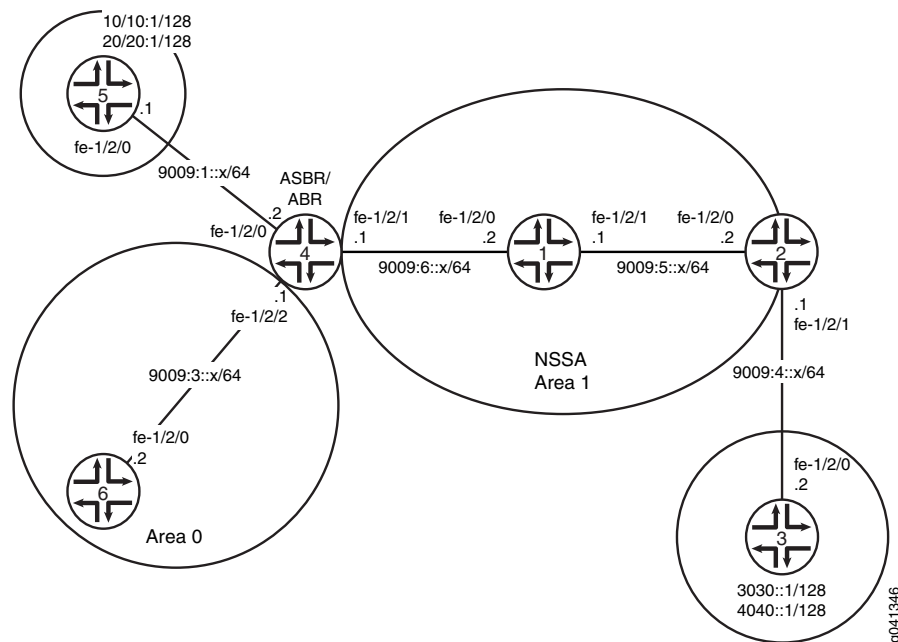 10/10:1/128
20/20:1/128
5
.1
fe-1/2/0
9009:1::x/64
ASBR/
ABR
.2
fe-1/2/0
4
fe-1/2/1
.1
9009:6::x/64
fe-1/2/0
.2
1
fe-1/2/1
.1
9009:5::x/64
fe-1/2/0
.2
2
.1
fe-1/2/1
.1
fe-1/2/2
9009:3::x/64
NSSA
Area 1
9009:4::x/64
fe-1/2/0
.2
6
Area 0
fe-1/2/0
.2
3
3030::1/128
4040::1/128
g041346